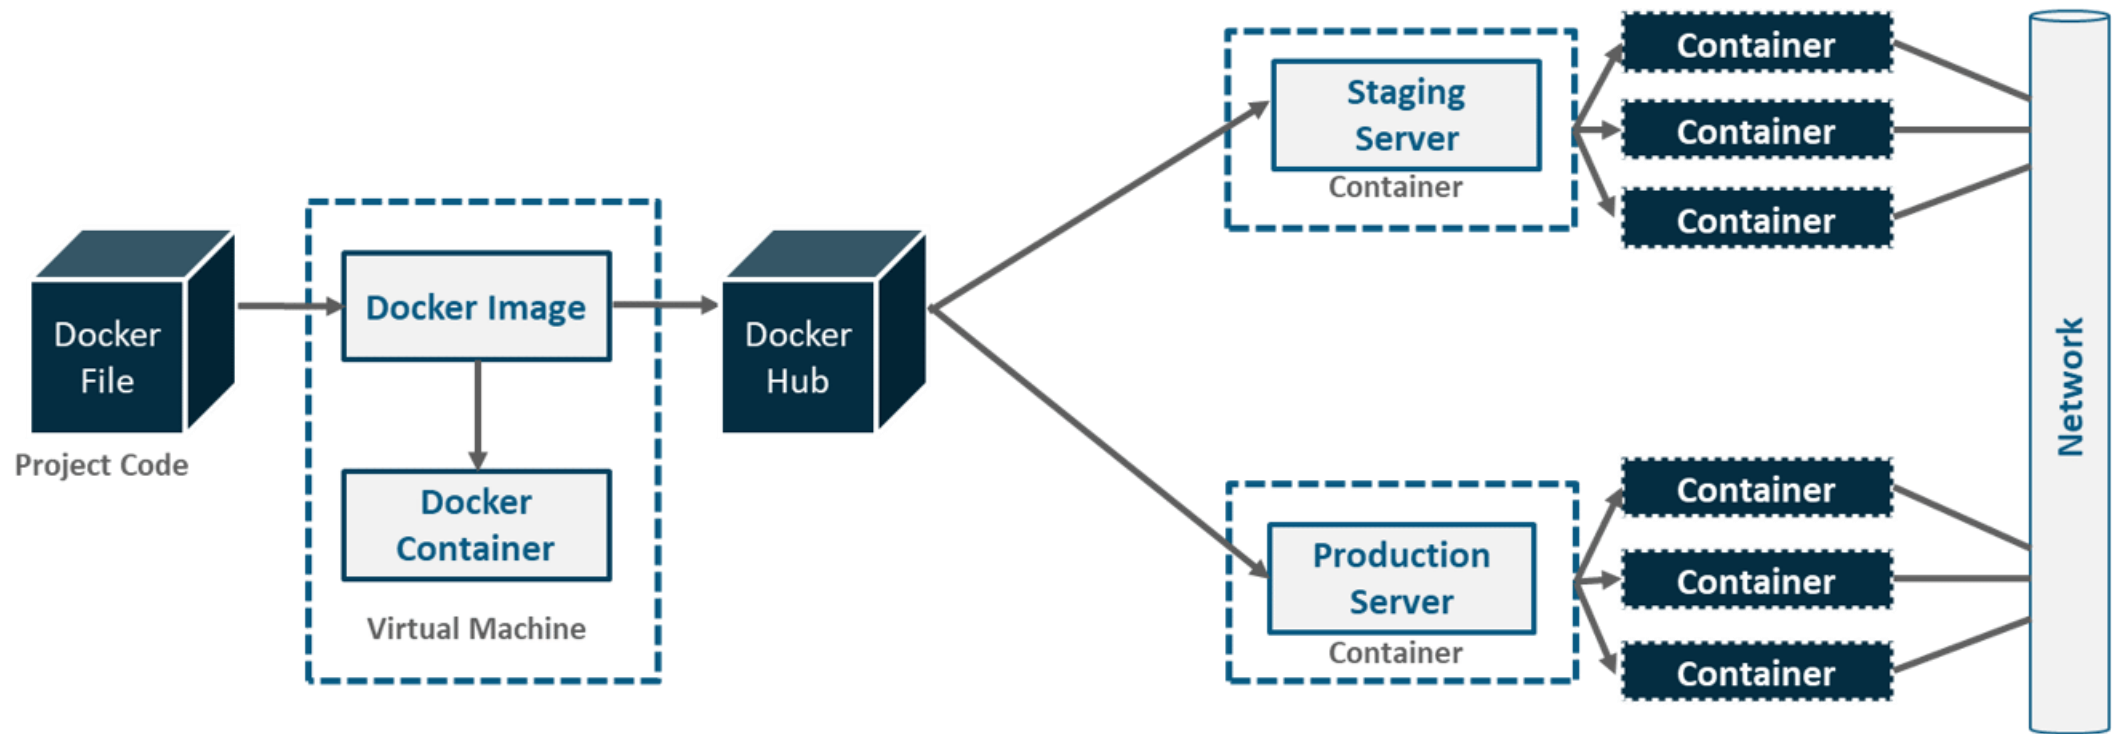 Docker
File
Project Code
Docker Image
Docker
Container
Virtual Machine
Docker
Hub
Staging
Server
Container
Production
Server
Container
Container
Container
Container
Container
Container
Container
Network